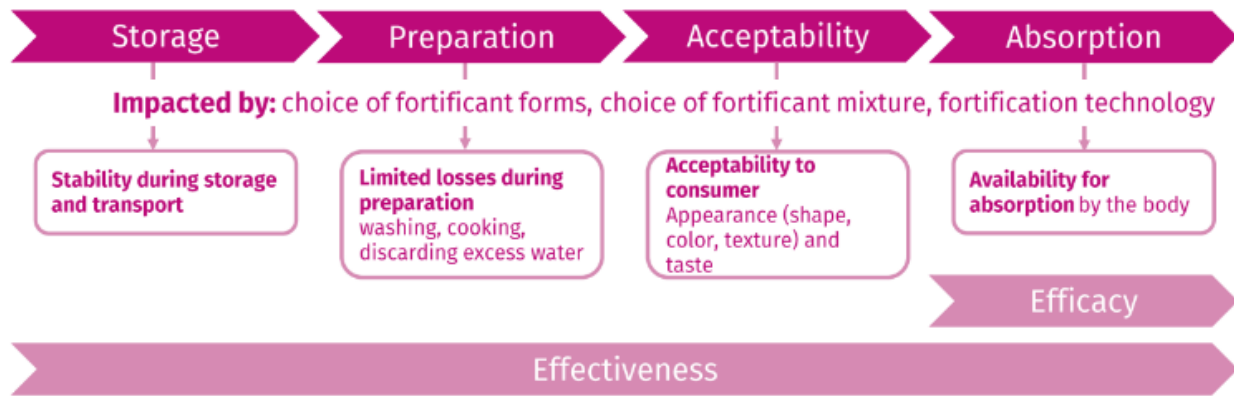 Storage
Preparation
Acceptability
Absorption
Impacted by: choice of fortificant forms, choice of fortificant mixture, fortification technology
Stability during storage
and transport
Limited losses during
preparation
washing, cooking,
discarding excess water
Acceptability to
consumer
Appearance (shape,
color, texture) and
taste
Availability for
absorption by the body
Efficacy
Effectiveness